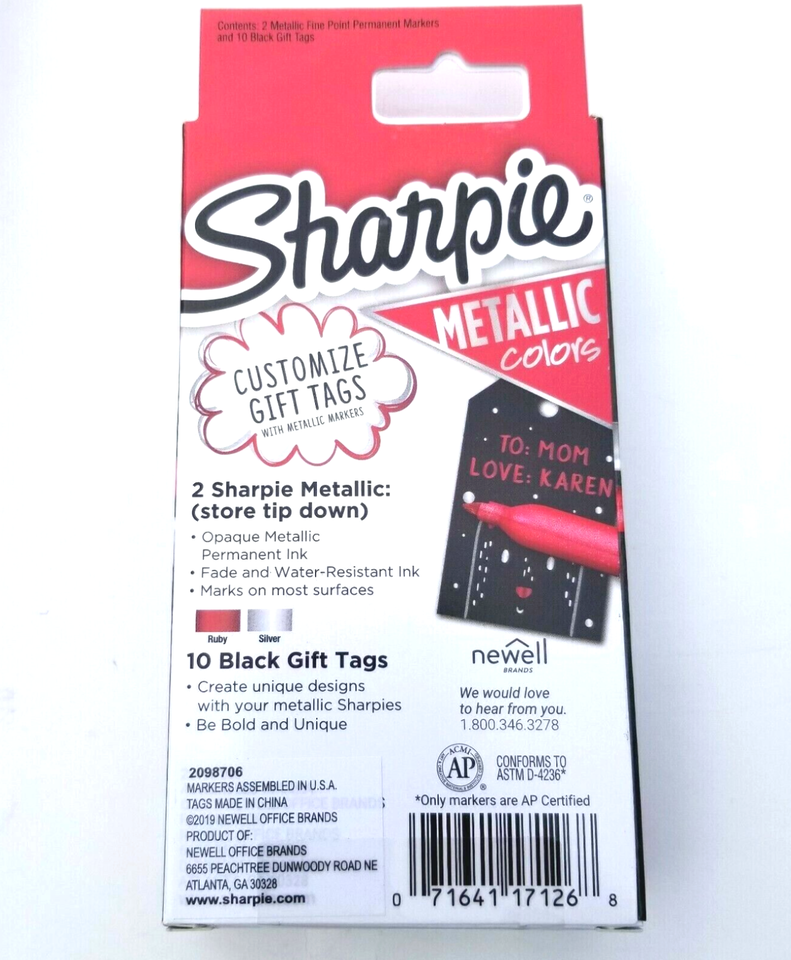 Contents: 2 Metallic Fine Point Permanent Markers
and 10 Black Gift Tags
Sharpie®
METALLIC
colors
CUSTOMIZE
GIFT TAGS
WITH METALLIC MARKERS
TO: MOM
LOVE: KAREN
2 Sharpie Metallic:
(store tip down)
• Opaque Metallic
Permanent Ink
• Fade and Water-Resistant Ink
• Marks on most surfaces
Ruby Silver
10 Black Gift Tags
• Create unique designs
with your metallic Sharpies
• Be Bold and Unique
newell
BRANDS
We would love
to hear from you.
1.800.346.3278
ACMI
AP
®
CONFORMS TO
ASTM D-4236*
*Only markers are AP Certified
2098706
MARKERS ASSEMBLED IN U.S.A.
TAGS MADE IN CHINA
©2019 NEWELL OFFICE BRANDS
PRODUCT OF:
NEWELL OFFICE BRANDS
6655 PEACHTREE DUNWOODY ROAD NE
ATLANTA, GA 30328
www.sharpie.com
0 71641 17126 8